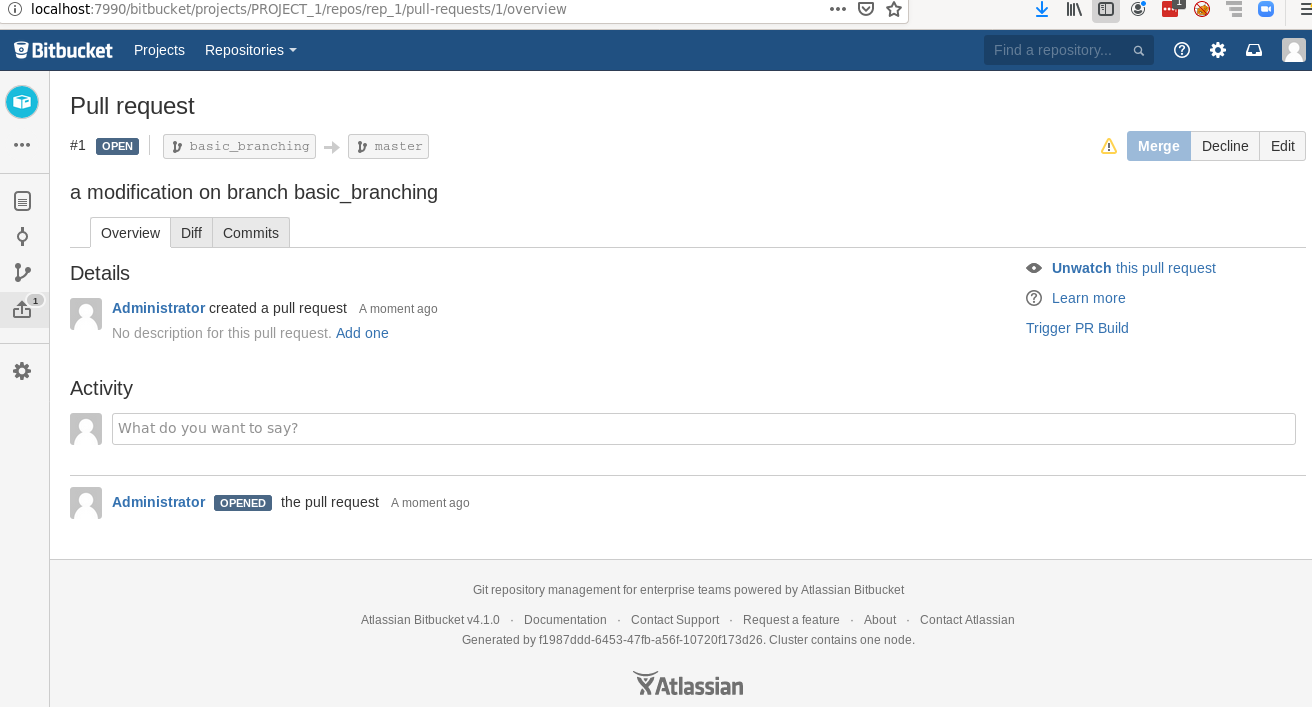 localhost:7990/bitbucket/projects/PROJECT_1/repos/rep_1/pull-requests/1/overview
1
Bitbucket Projects Repositories Find a repository...
Pull request
#1 OPEN basic_branching master Merge Decline Edit
a modification on branch basic_branching
Overview Diff Commits
Details
Unwatch this pull request
1
Administrator created a pull request A moment ago
Learn more
No description for this pull request. Add one
Trigger PR Build
Activity
What do you want to say?
Administrator OPENED the pull request A moment ago
Git repository management for enterprise teams powered by Atlassian Bitbucket
Atlassian Bitbucket v4.1.0 · Documentation · Contact Support · Request a feature · About · Contact Atlassian
Generated by f1987ddd-6453-47fb-a56f-10720f173d26. Cluster contains one node.
Atlassian